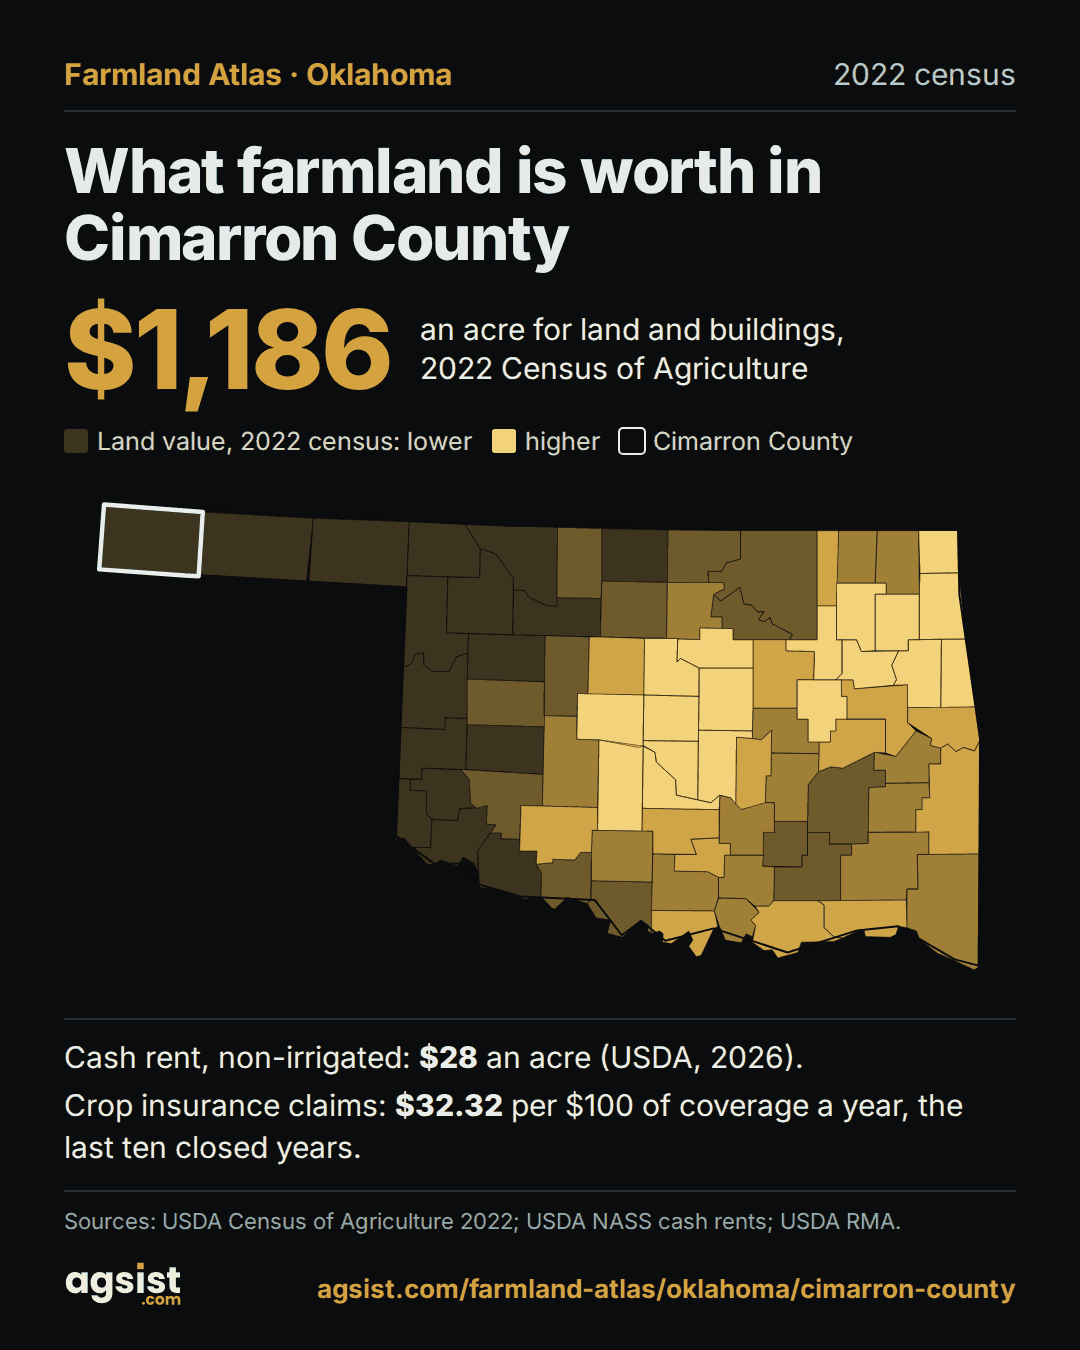 Farmland Atlas · Oklahoma
2022 census
What farmland is worth in
Cimarron County
$1,186
an acre for land and buildings,
2022 Census of Agriculture
Land value, 2022 census: lower
higher
Cimarron County
Cash rent, non-irrigated: $28 an acre (USDA, 2026).
Crop insurance claims: $32.32 per $100 of coverage a year, the
last ten closed years.
Sources: USDA Census of Agriculture 2022; USDA NASS cash rents; USDA RMA.
agsist
.com
agsist.com/farmland-atlas/oklahoma/cimarron-county